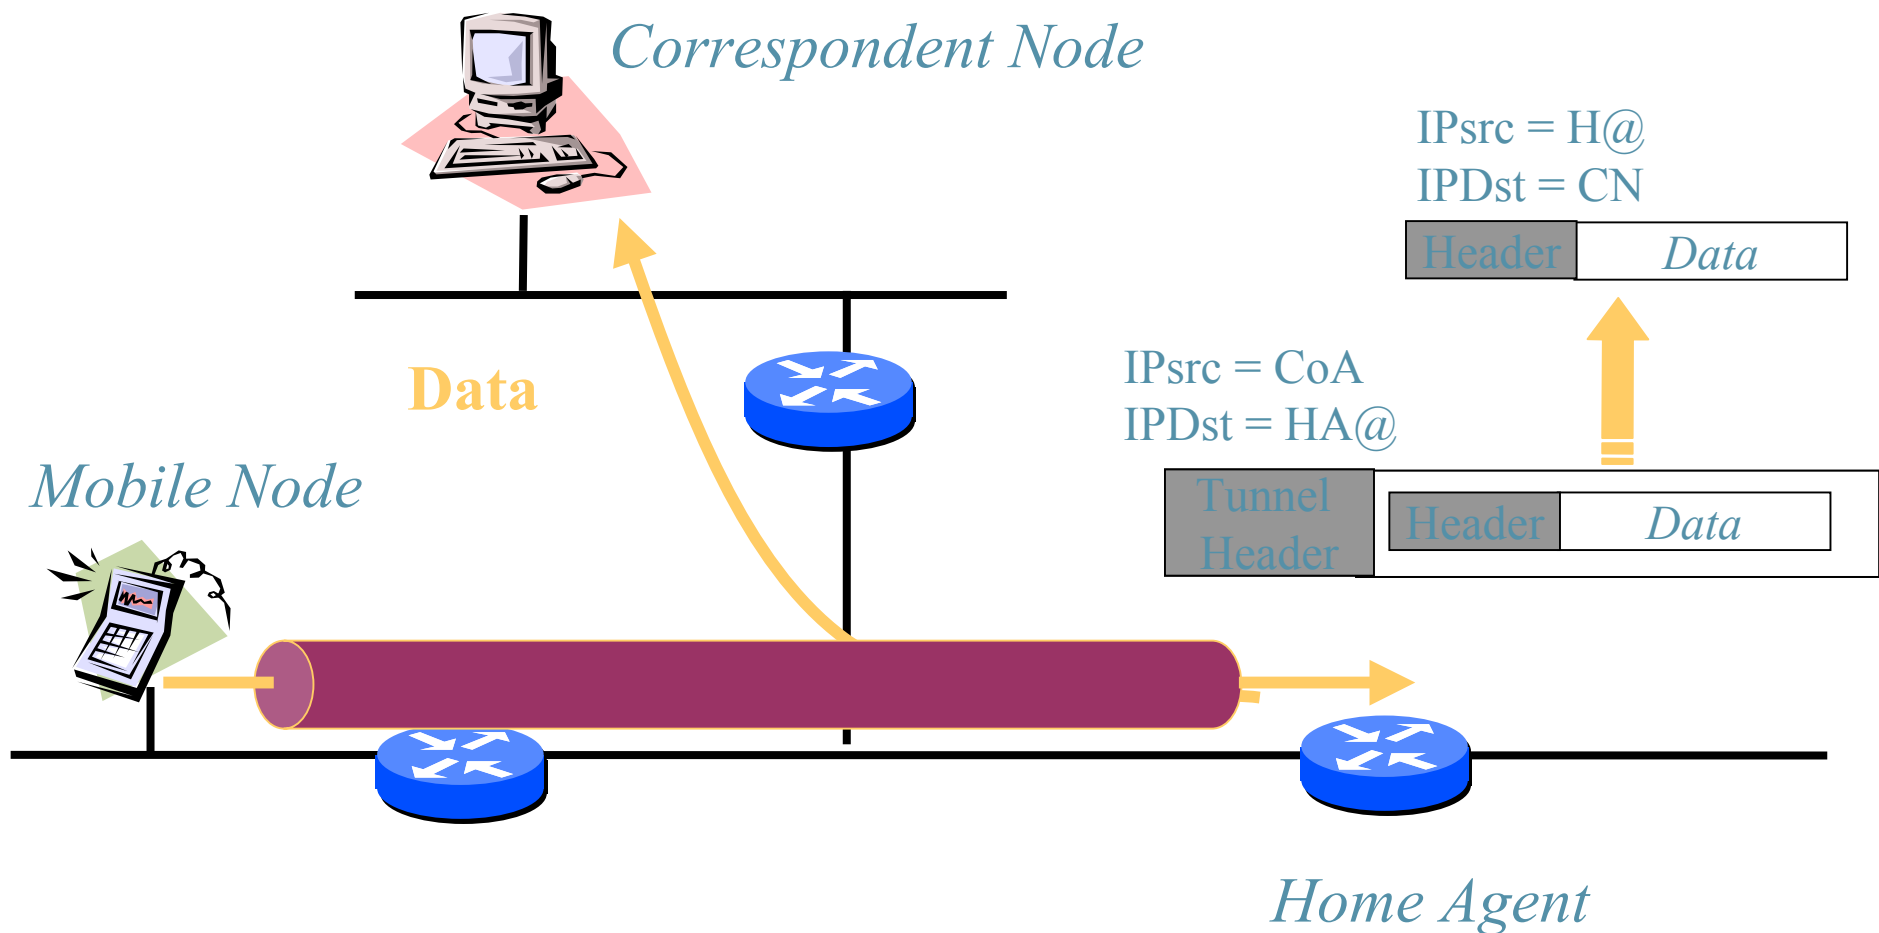 Correspondent Node
IPsrc = H@
IPDst = CN
Header
Data
Data
IPsrc = CoA
IPDst = HA@
Mobile Node
Tunnel
Header
Header
Data
Home Agent